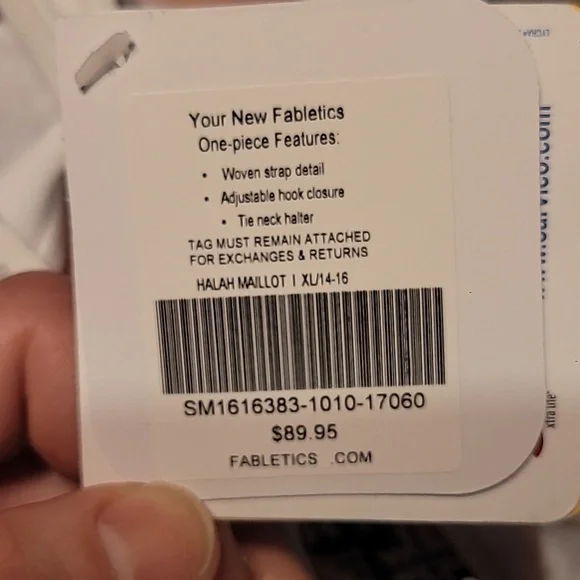 Your New Fabletics
One-piece Features:
• Woven strap detail
• Adjustable hook closure
• Tie neck halter
TAG MUST REMAIN ATTACHED
FOR EXCHANGES & RETURNS
HALAH MAILLOT | XL/14-16
SM1616383-1010-17060
$89.95
FABLETICS .COM